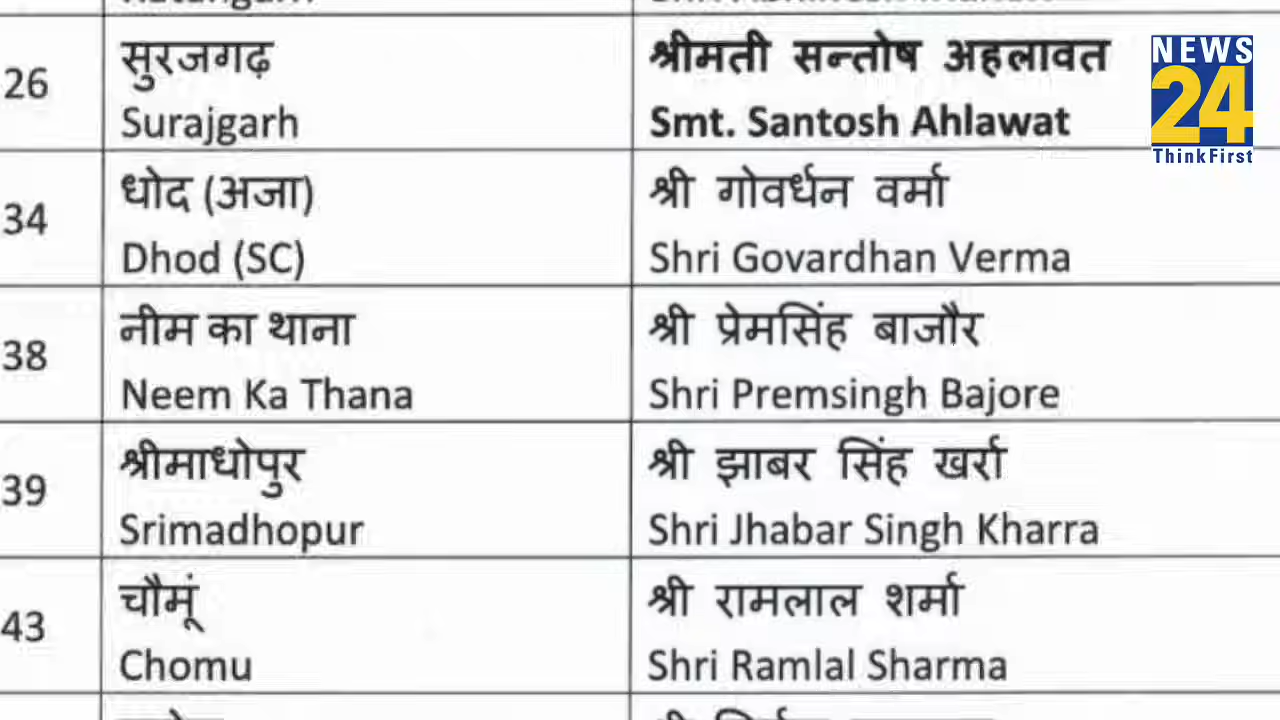 26
सुरजगढ़
Surajgarh
श्रीमती सन्तोष अहलावत
Smt. Santosh Ahlawat
NEWS
24
ThinkFirst
34
धोद (अजा)
Dhod (SC)
श्री गोवर्धन वर्मा
Shri Govardhan Verma
38
नीम का थाना
Neem Ka Thana
श्री प्रेमसिंह बाजौर
Shri Premsingh Bajore
39
श्रीमाधोपुर
Srimadhopur
श्री झाबर सिंह खर्रा
Shri Jhabar Singh Kharra
43
चौमूं
Chomu
श्री रामलाल शर्मा
Shri Ramlal Sharma